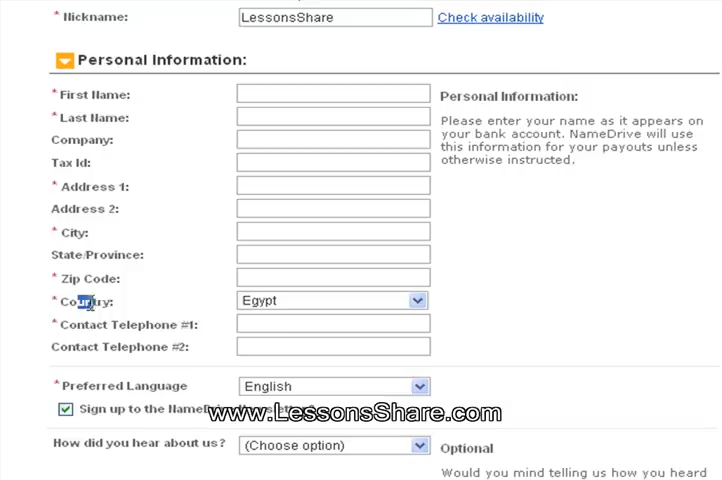 * Nickname: LessonsShare Check availability
Personal Information:
* First Name:
* Last Name:
Company:
Tax Id:
* Address 1:
Address 2:
* City:
State/Province:
* Zip Code:
* Country: Egypt
* Contact Telephone #1:
Contact Telephone #2:
Personal Information:
Please enter your name as it appears on
your bank account. NameDrive will use
this information for your payouts unless
otherwise instructed.
* Preferred Language English
Sign up to the NameDrive
www.LessonsShare.com
How did you hear about us? (Choose option)
Optional
Would you mind telling us how you heard